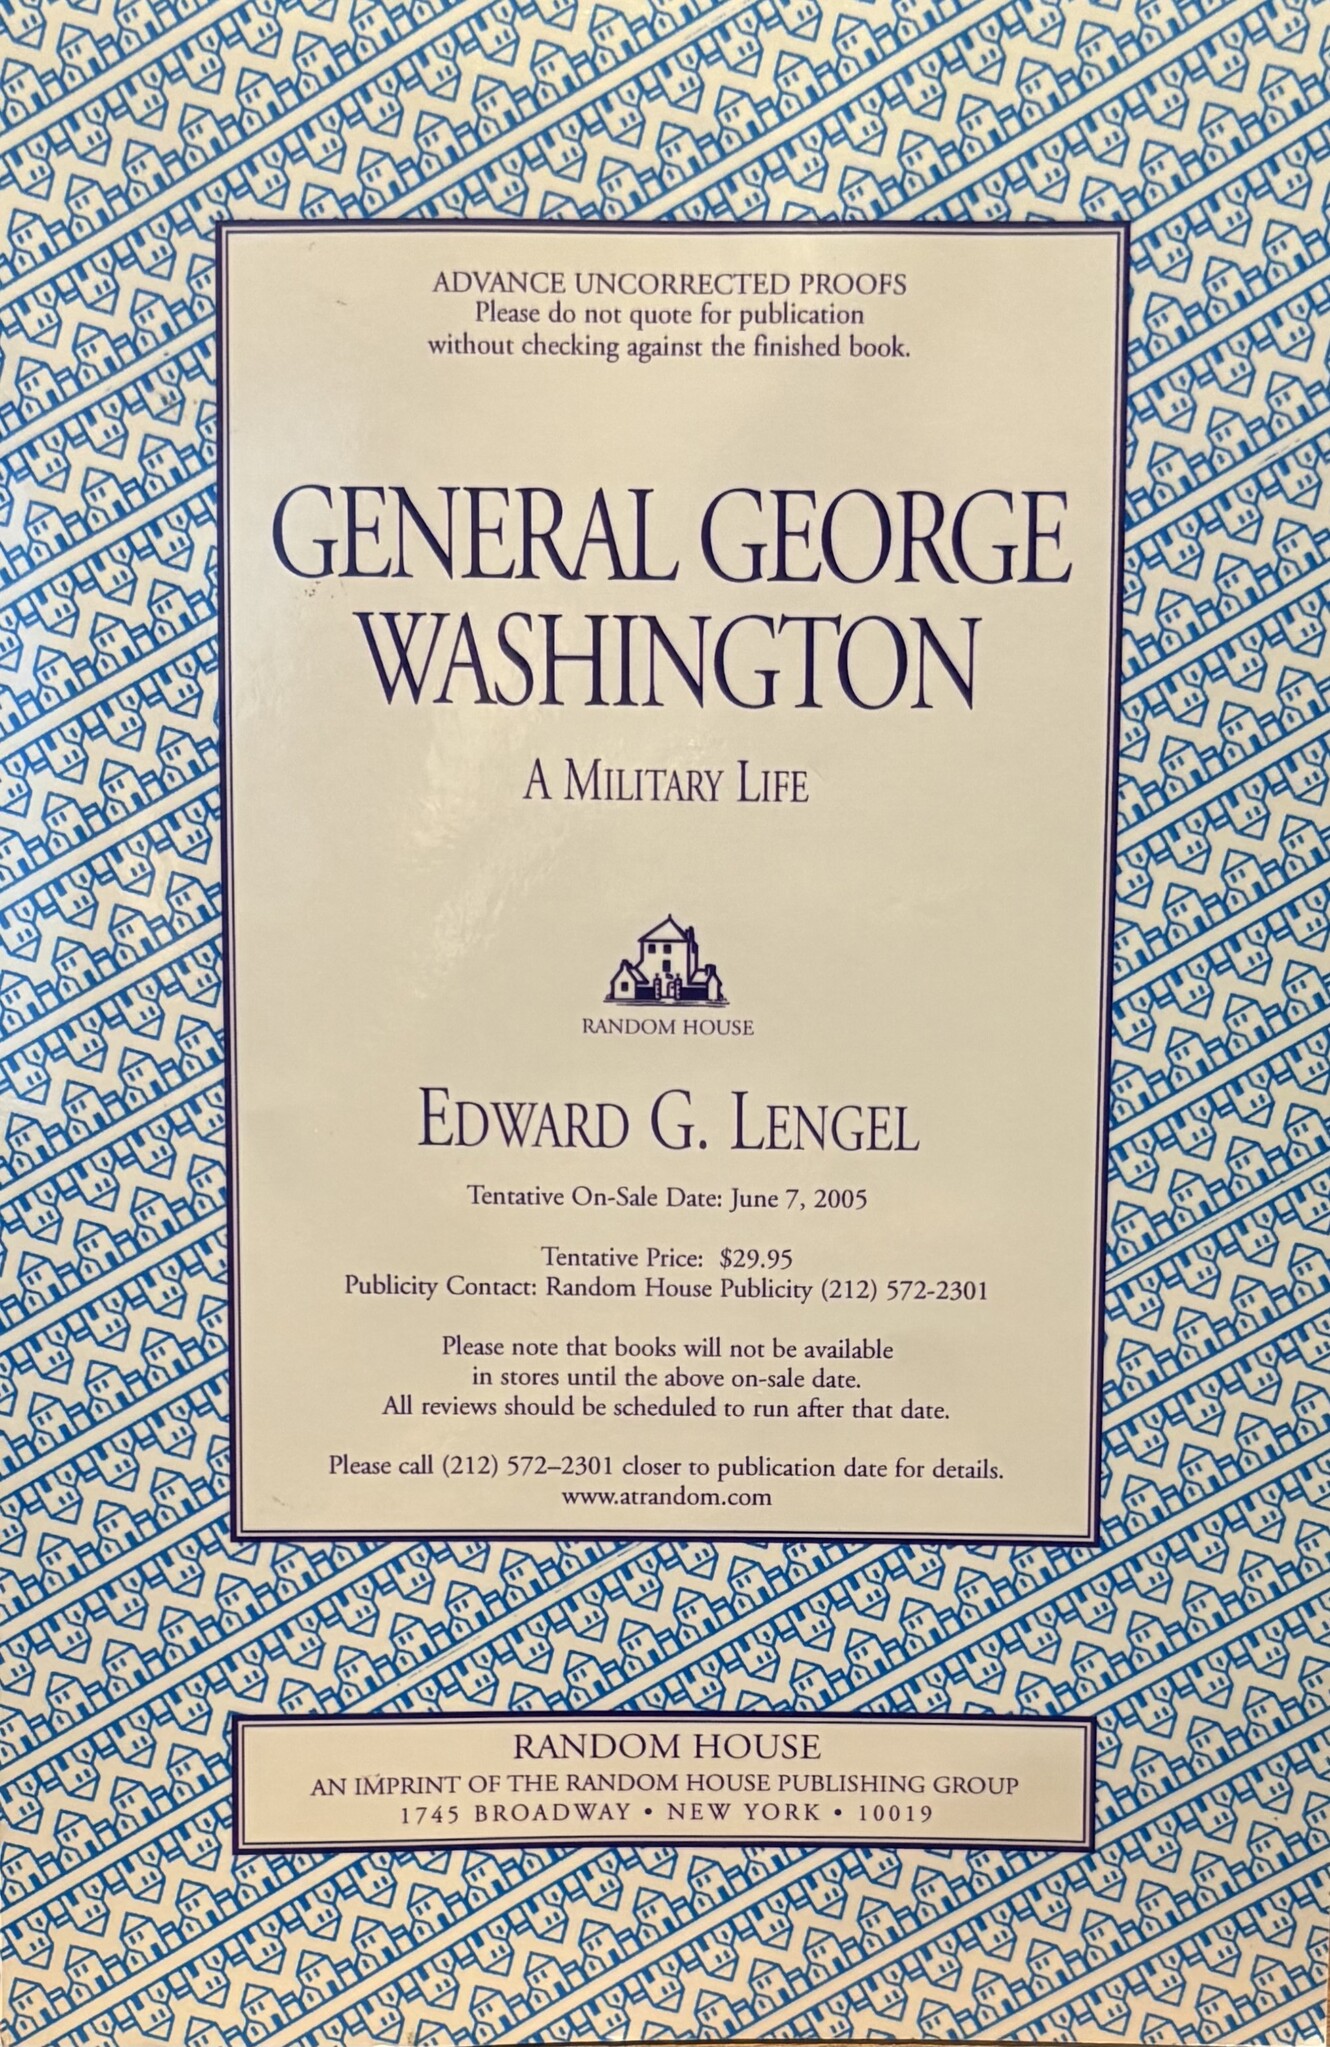 ADVANCE UNCORRECTED PROOFS
Please do not quote for publication
without checking against the finished book.
GENERAL GEORGE
WASHINGTON
A MILITARY LIFE
RANDOM HOUSE
EDWARD G. LENGEL
Tentative On-Sale Date: June 7, 2005
Tentative Price: $29.95
Publicity Contact: Random House Publicity (212) 572-2301
Please note that books will not be available
in stores until the above on-sale date.
All reviews should be scheduled to run after that date.
Please call (212) 572–2301 closer to publication date for details.
www.atrandom.com
RANDOM HOUSE
AN IMPRINT OF THE RANDOM HOUSE PUBLISHING GROUP
1745 BROADWAY • NEW YORK • 10019